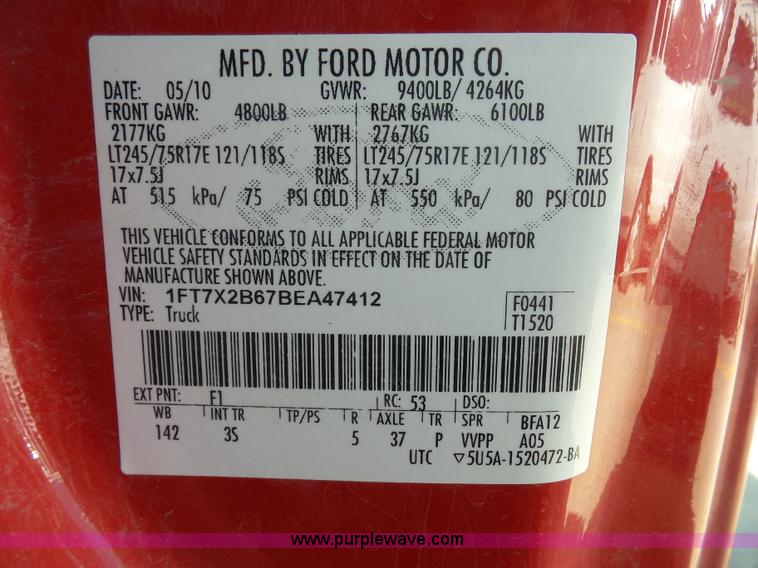 MFD. BY FORD MOTOR CO.
DATE: 05/10 GVWR: 9400LB/ 4264KG
FRONT GAWR: 4800LB REAR GAWR: 6100LB
2177KG WITH 2767KG WITH
LT245/75R17E 121/118S TIRES LT245/75R17E 121/118S TIRES
17x7.5J RIMS 17x7.5J RIMS
AT 515 kPa/ 75 PSI COLD AT 550 kPa/ 80 PSI COLD
THIS VEHICLE CONFORMS TO ALL APPLICABLE FEDERAL MOTOR
VEHICLE SAFETY STANDARDS IN EFFECT ON THE DATE OF
MANUFACTURE SHOWN ABOVE.
VIN: 1FT7X2B67BEA47412 F0441
TYPE: Truck T1520
EXT PNT: F1 RC: 53 DSO:
WB INT TR TP/PS R AXLE TR SPR BFA12
142 3S 5 37 P VVPP A05
UTC ▽5U5A-1520472-BA
www.purplewave.com